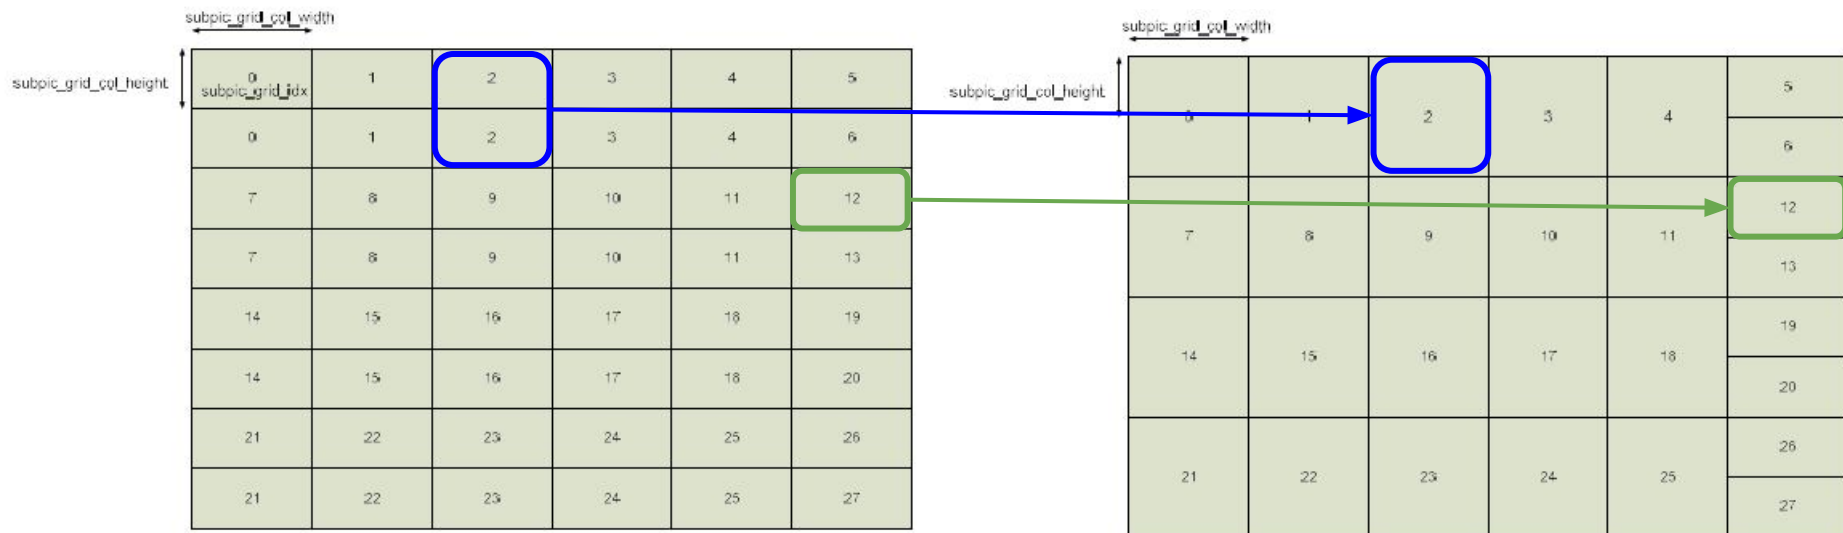 subpic_grid_col_width
subpic_grid_col_height
0 1 2 3 4 5
subpic_grid_idx
0 1 2 3 4 6
7 8 9 10 11 12
7 8 9 10 11 13
14 15 16 17 18 19
14 15 16 17 18 20
21 22 23 24 25 26
21 22 23 24 25 27
subpic_grid_col_width
subpic_grid_col_height
5
0 1 2 3 4
6
12
7 8 9 10 11
13
19
14 15 16 17 18
20
26
21 22 23 24 25
27